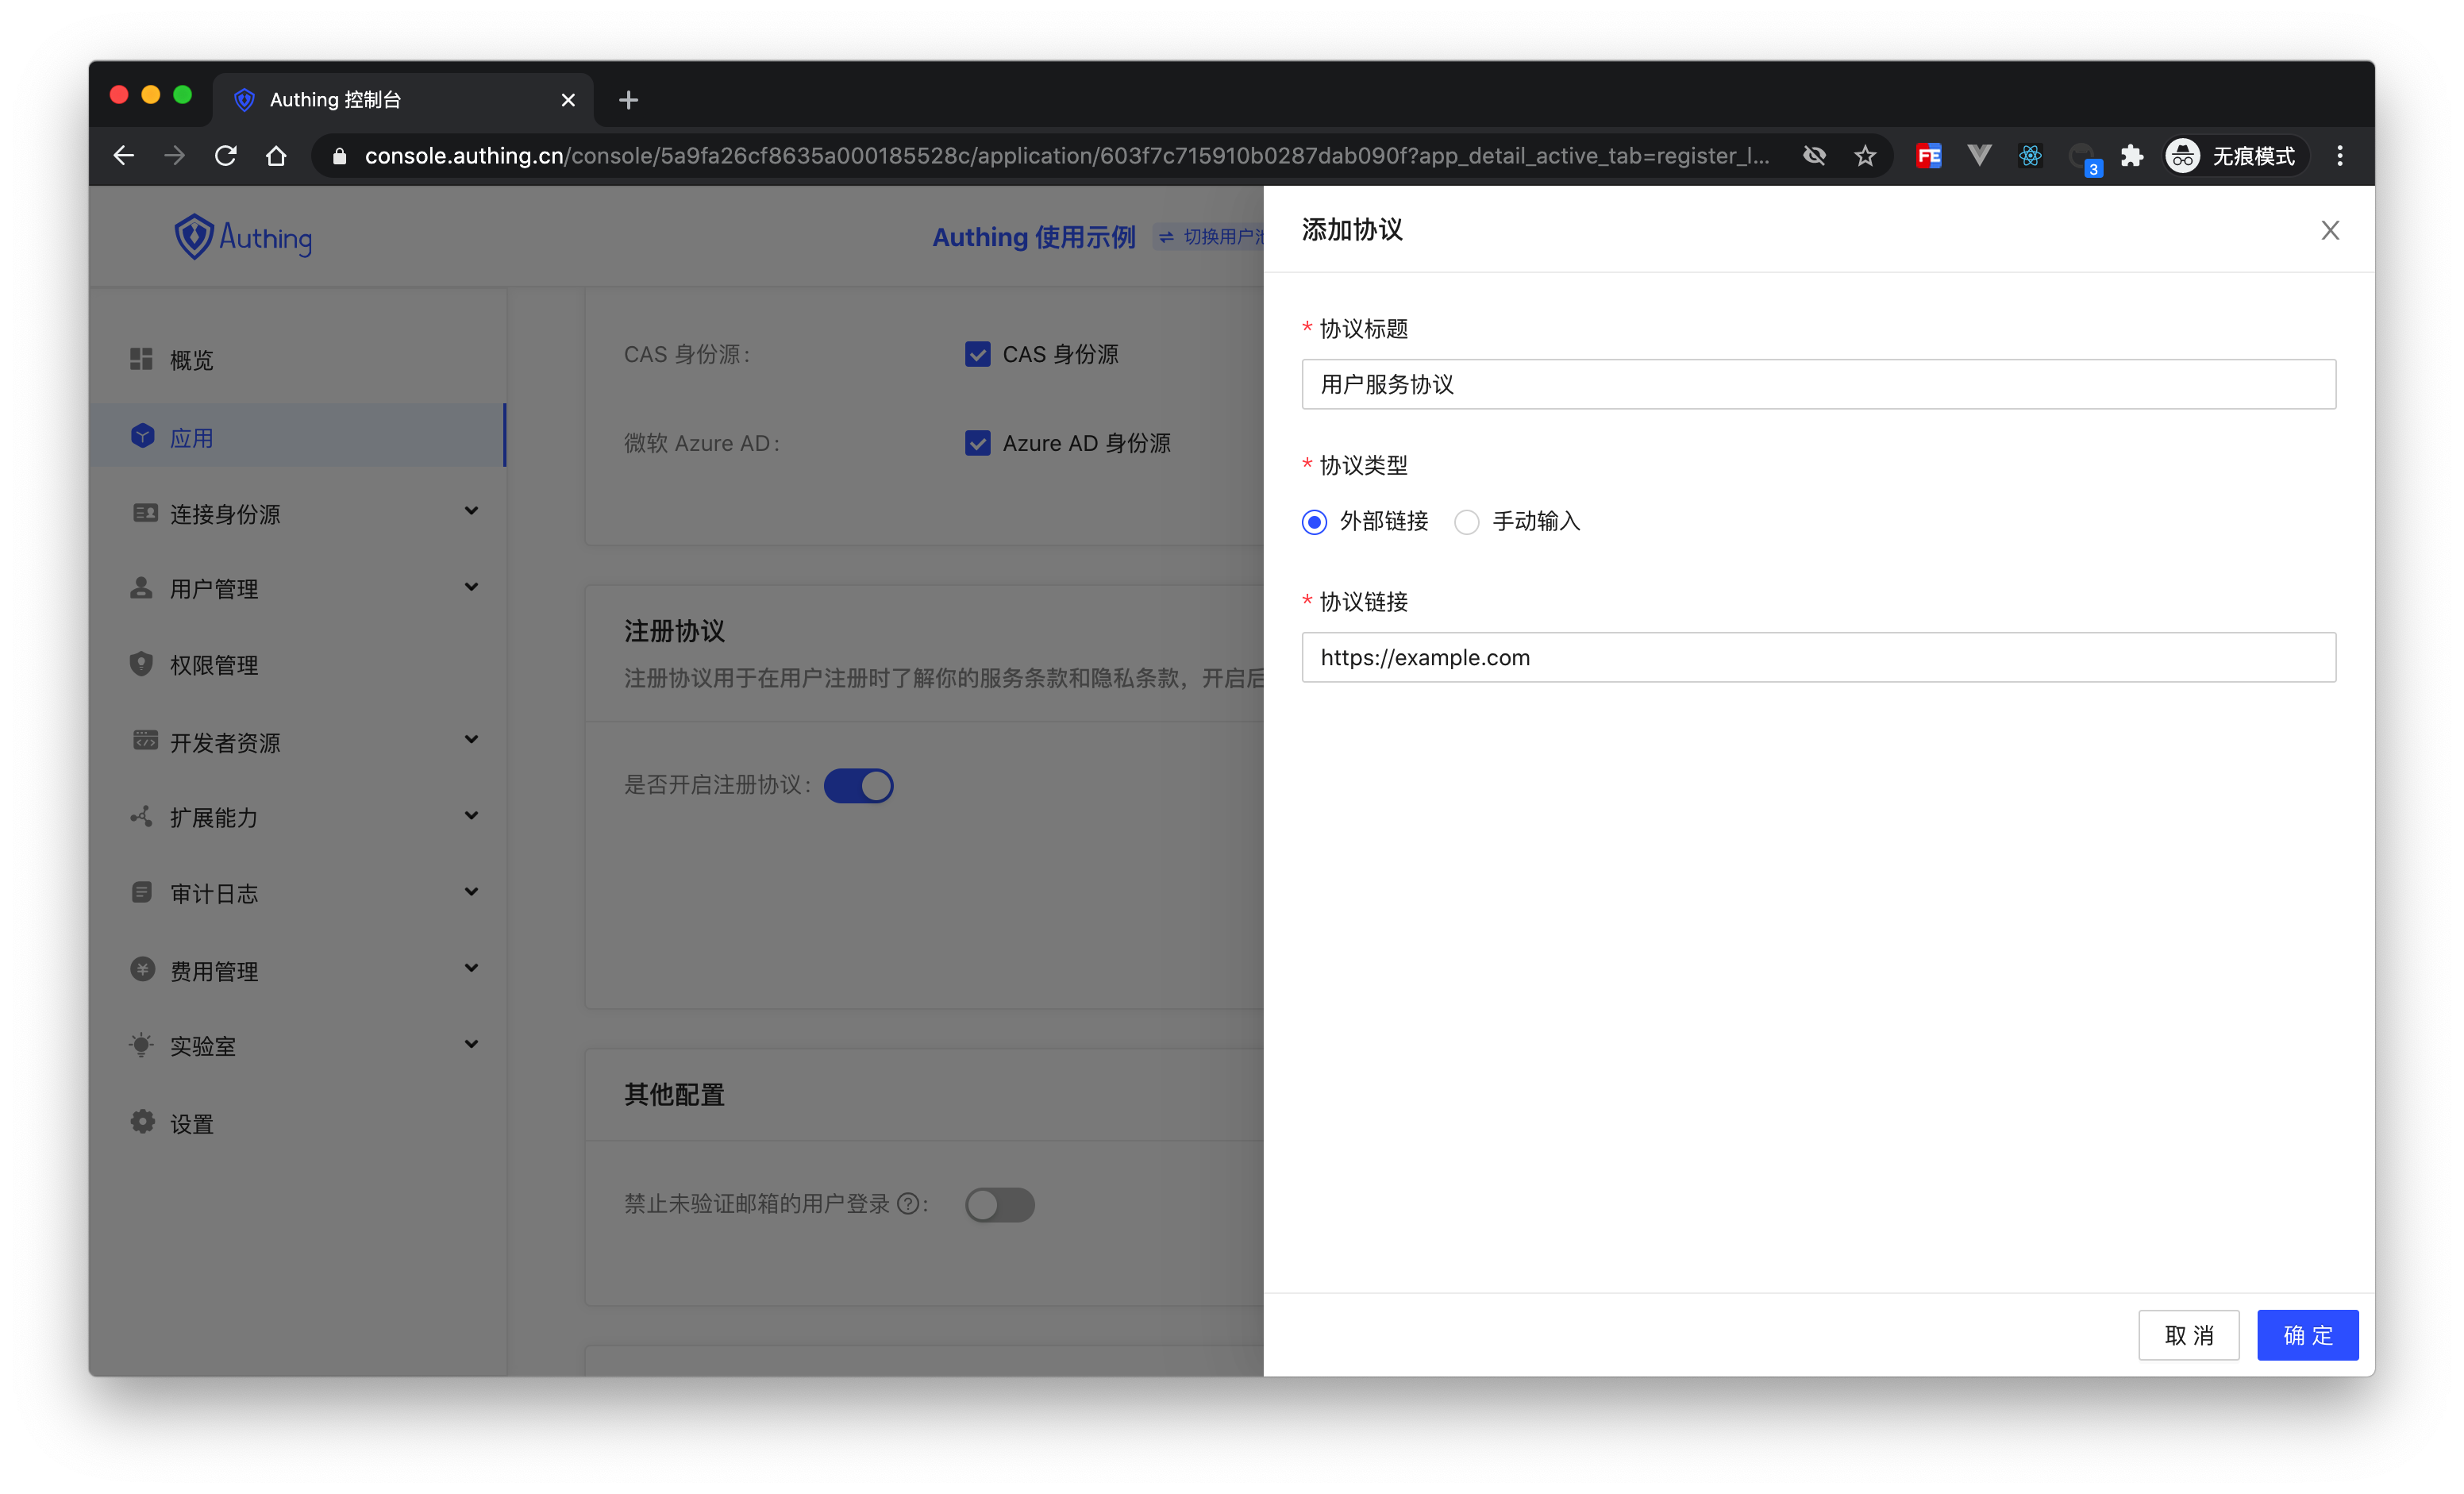 Authing 控制台
console.authing.cn/console/5a9fa26cf8635a000185528c/application/603f7c715910b0287dab090f?app_detail_active_tab=register_l...
FE
3
无痕模式
Authing
Authing 使用示例
切换用户池
概览
应用
连接身份源
用户管理
权限管理
开发者资源
扩展能力
审计日志
费用管理
实验室
设置
CAS 身份源:
CAS 身份源
微软 Azure AD:
Azure AD 身份源
注册协议
注册协议用于在用户注册时了解你的服务条款和隐私条款，开启后
是否开启注册协议:
其他配置
禁止未验证邮箱的用户登录 ? :
添加协议
* 协议标题
用户服务协议
* 协议类型
外部链接
手动输入
* 协议链接
https://example.com
取 消
确 定